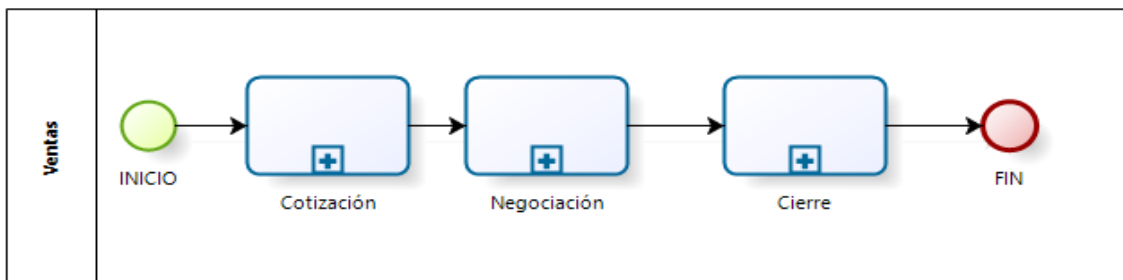 Ventas
INICIO
Cotización
Negociación
Cierre
FIN